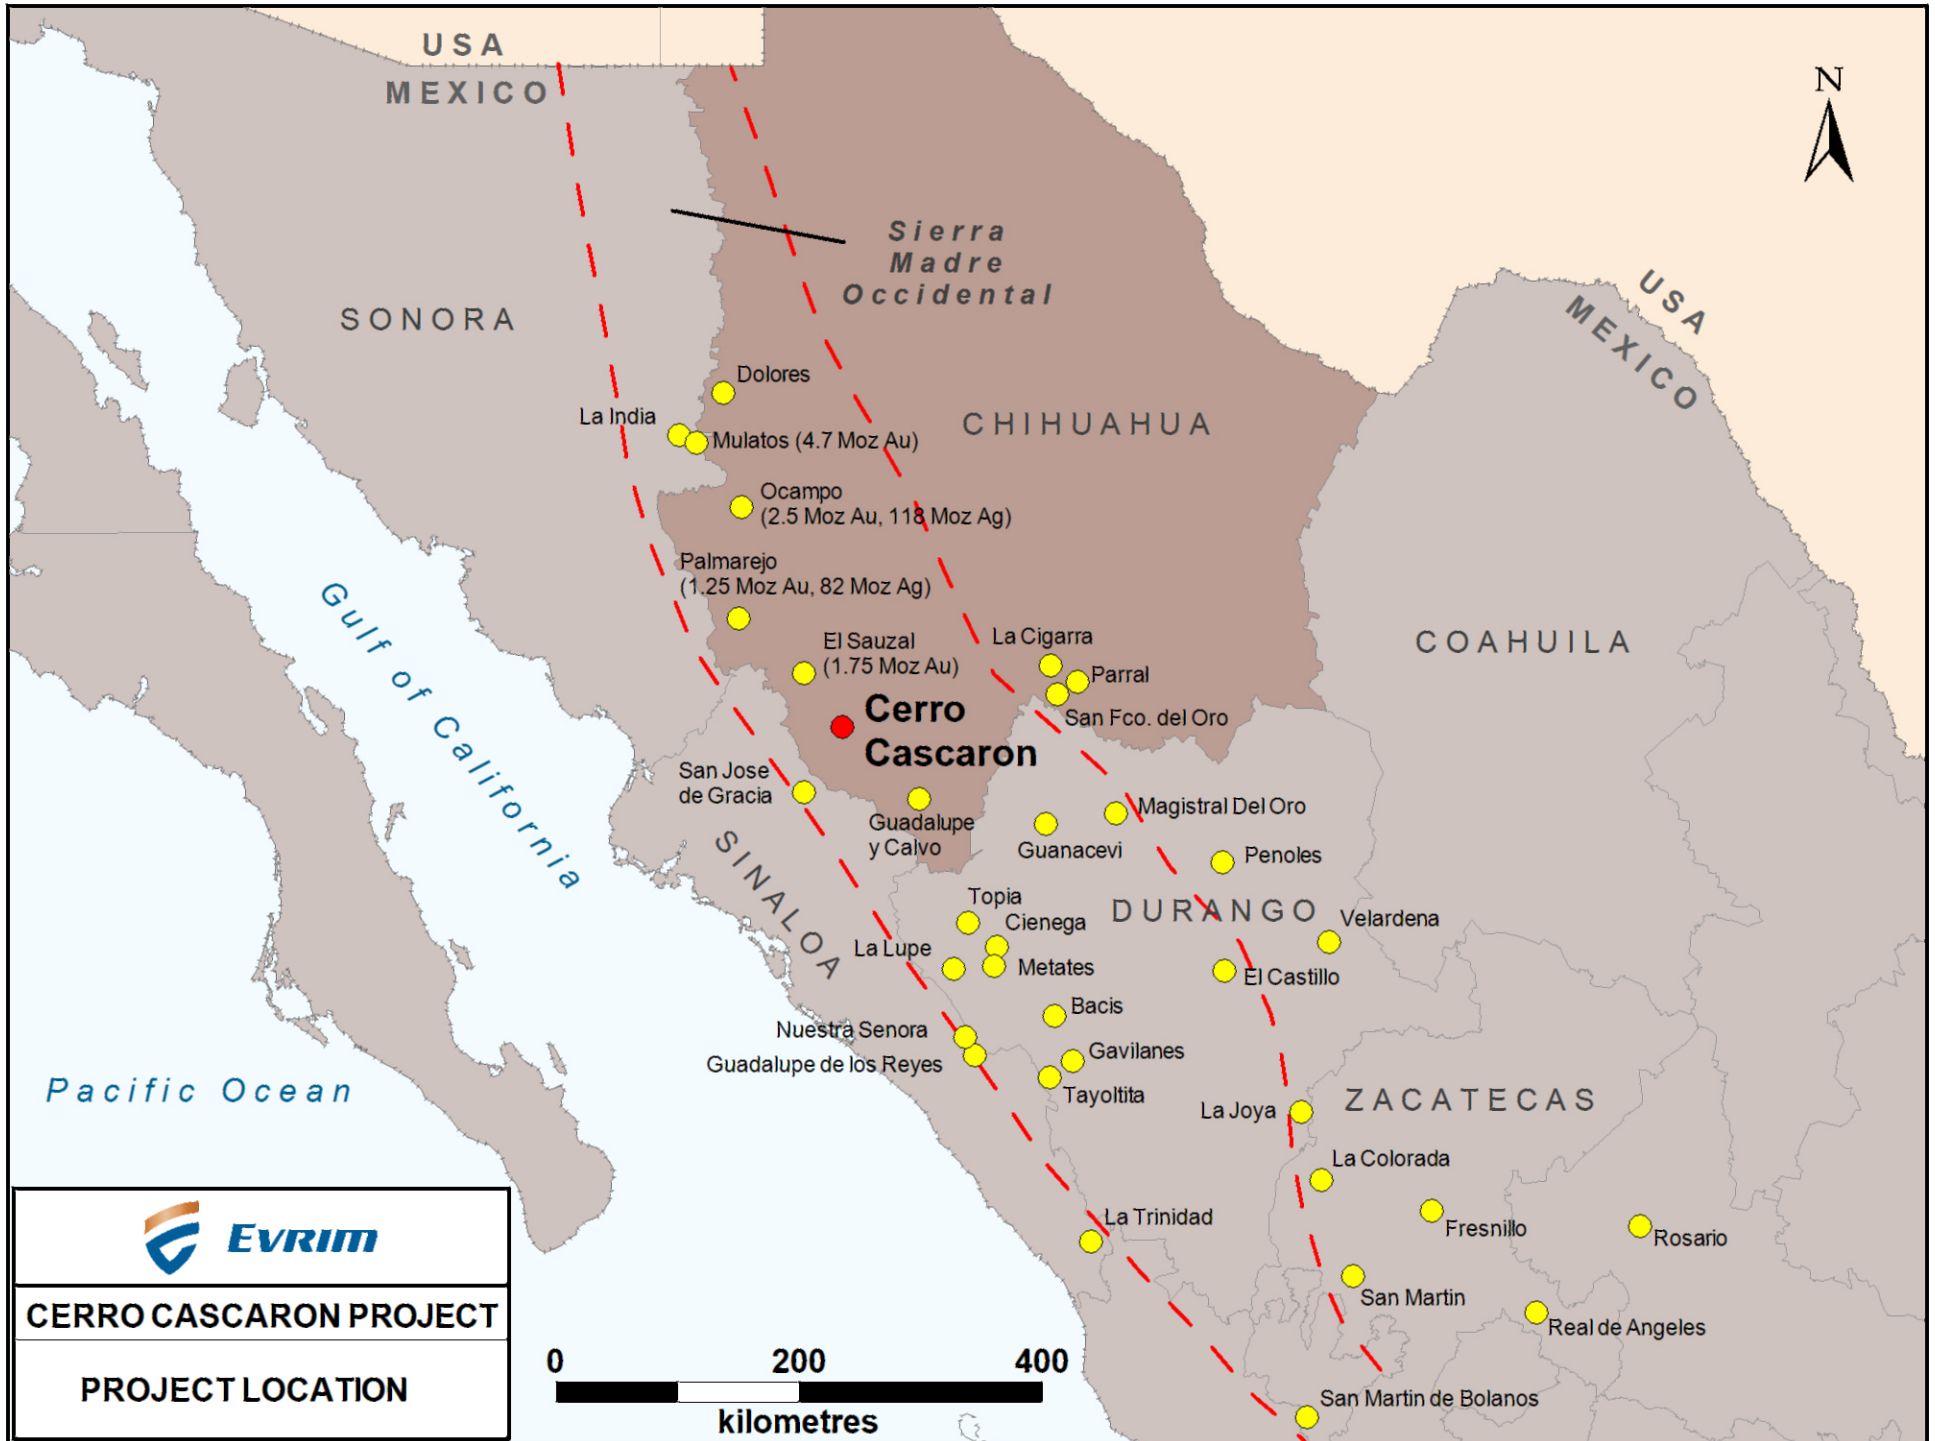 USA
MEXICO
N
Sierra
Madre
Occidental
SONORA
USA
MEXICO
Dolores
La India
Mulatos (4.7 Moz Au)
CHIHUAHUA
Ocampo
(2.5 Moz Au, 118 Moz Ag)
Palmarejo
(1.25 Moz Au, 82 Moz Ag)
Gulf of California
El Sauzal
(1.75 Moz Au)
La Cigarra
Parral
San Fco. del Oro
COAHUILA
Cerro
Cascaron
San Jose
de Gracia
Guadalupe
y Calvo
Magistral Del Oro
Guanacevi
Penoles
SINALOA
Topia
Cienega
DURANGO
Velardena
La Lupe
Metates
El Castillo
Bacis
Nuestra Senora
Guadalupe de los Reyes
Gavilanes
Tayoltita
Pacific Ocean
La Joya
ZACATECAS
La Colorada
La Trinidad
Fresnillo
Rosario
San Martin
Real de Angeles
San Martin de Bolanos
EVRIM
CERRO CASCARON PROJECT
PROJECT LOCATION
0 200 400
kilometres